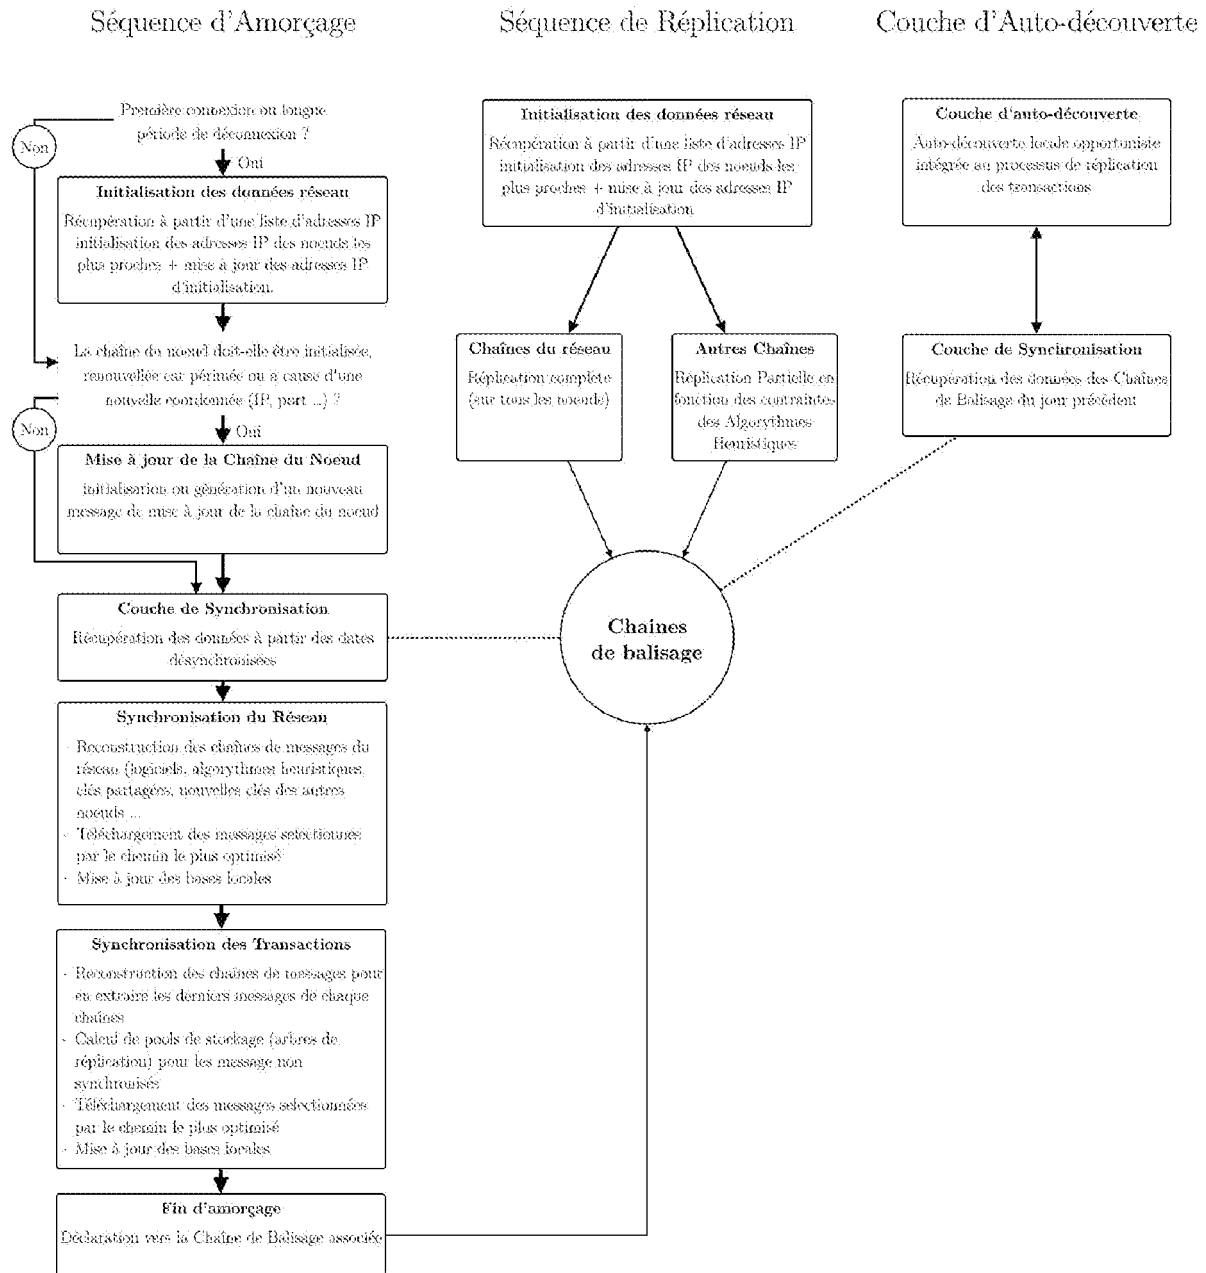 Séquence d'Amorçage
Première connexion ou longue
période de déconnexion ?
Non
Oui
Initialisation des données réseau
Récupération à partir d'une liste d'adresses IP
initialisation des adresses IP des noeuds les
plus proches + mise à jour des adresses IP
d'initialisation.
La chaîne du noeud doit-elle être initialisée,
renouvellée car périmée ou à cause d'une
nouvelle coordonnée (IP, port ...) ?
Non
Oui
Mise à jour de la Chaîne du Noeud
initialisation ou génération d'un nouveau
message de mise à jour de la chaîne du noeud
Couche de Synchronisation
Récupération des données à partir des dates
désynchronisées
Synchronisation du Réseau
- Reconstruction des chaînes de messages du
réseau (logiciels, algorythmes heuristiques,
clés partagées, nouvelles clés des autres
noeuds ...
- Téléchargement des messages selectionnés
par le chemin le plus optimisé
- Mise à jour des bases locales
Synchronisation des Transactions
- Reconstruction des chaînes de messages pour
en extraire les derniers messages de chaque
chaînes
- Calcul de pools de stockage (arbres de
réplication) pour les message non
synchronisés
- Téléchargement des messages selectionnées
par le chemin le plus optimisé
- Mise à jour des bases locales
Fin d'amorçage
Déclaration vers la Chaîne de Balisage associée
Séquence de Réplication
Initialisation des données réseau
Récupération à partir d'une liste d'adresses IP
initialisation des adresses IP des noeuds les
plus proches + mise à jour des adresses IP
d'initialisation
Chaînes du réseau
Réplication complète
(sur tous les noeuds)
Autres Chaînes
Réplication Partielle en
fonction des contraintes
des Algorythmes
Heuristiques
Chaines
de balisage
Couche d'Auto-découverte
Couche d'auto-découverte
Auto-découverte locale opportuniste
intégrée au processus de réplication
des transactions
Couche de Synchronisation
Récupération des données des Chaînes
de Balisage du jour précédent